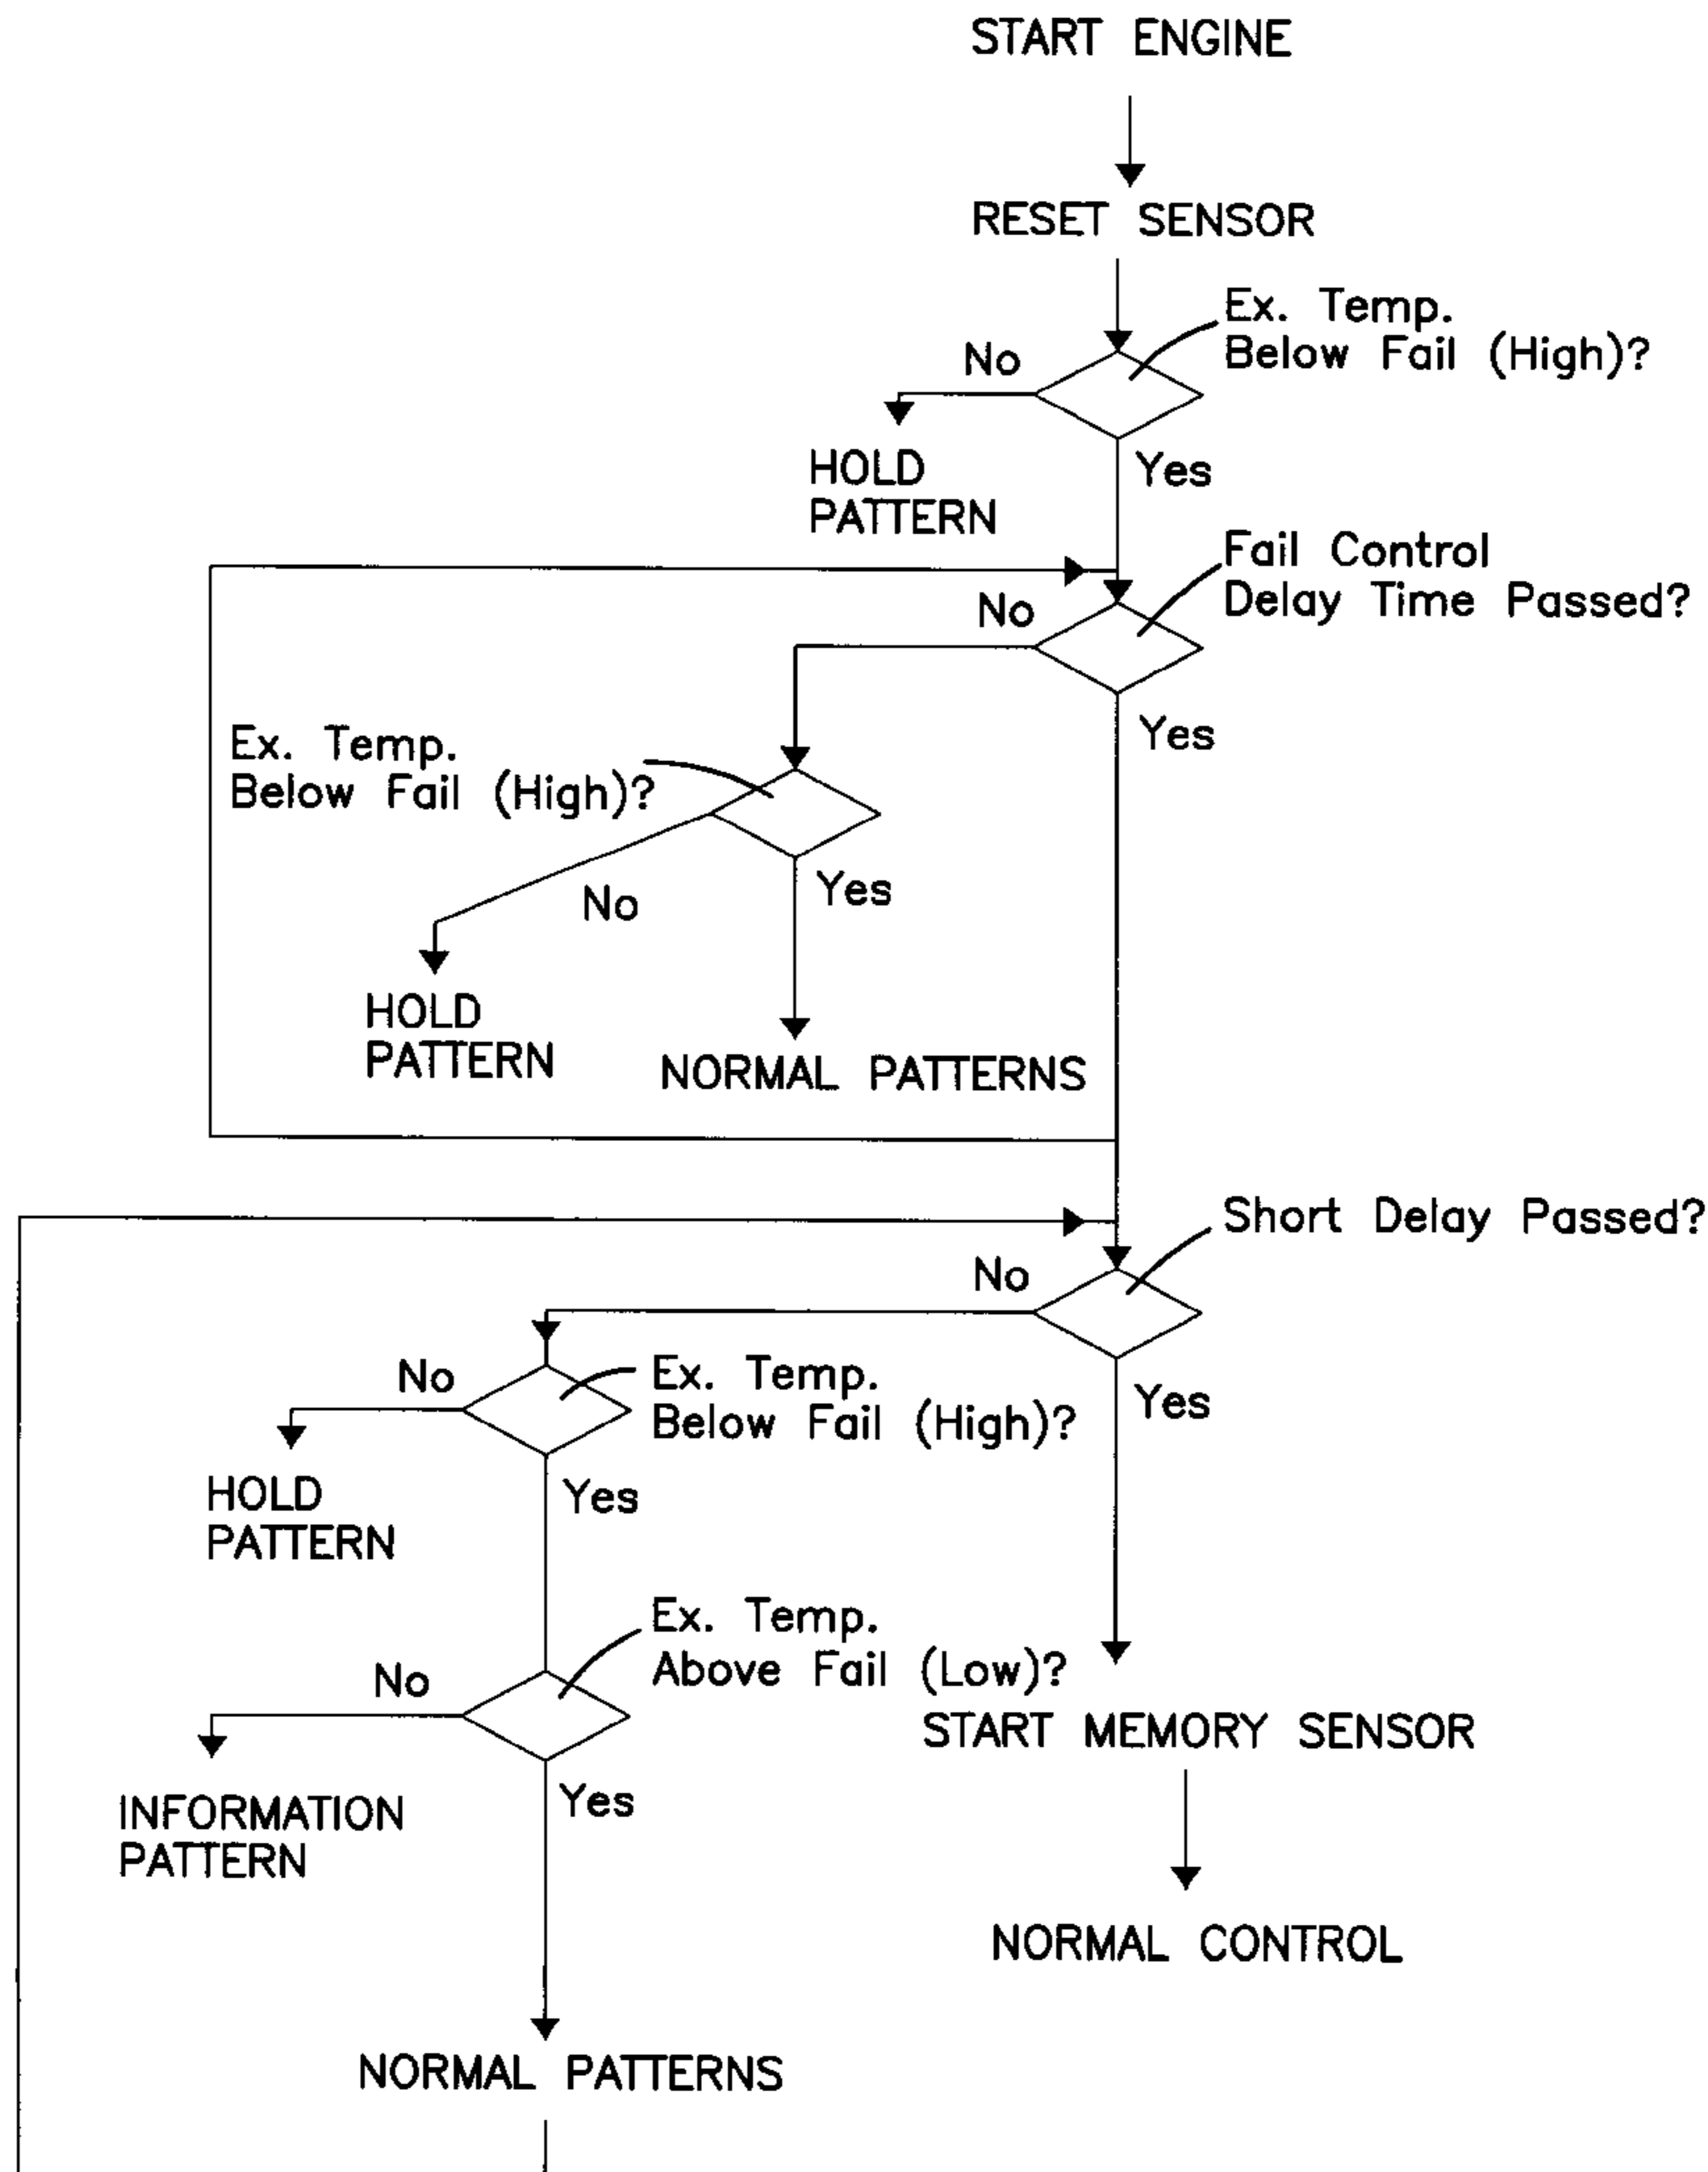 START ENGINE
RESET SENSOR
Ex. Temp.
Below Fail (High)?
No
HOLD
PATTERN
Yes
Fail Control
Delay Time Passed?
No
Yes
Ex. Temp.
Below Fail (High)?
No
Yes
HOLD
PATTERN
NORMAL PATTERNS
Short Delay Passed?
No
Yes
No
Ex. Temp.
Below Fail (High)?
HOLD
PATTERN
Yes
Ex. Temp.
Above Fail (Low)?
No
START MEMORY SENSOR
INFORMATION
PATTERN
Yes
NORMAL CONTROL
NORMAL PATTERNS